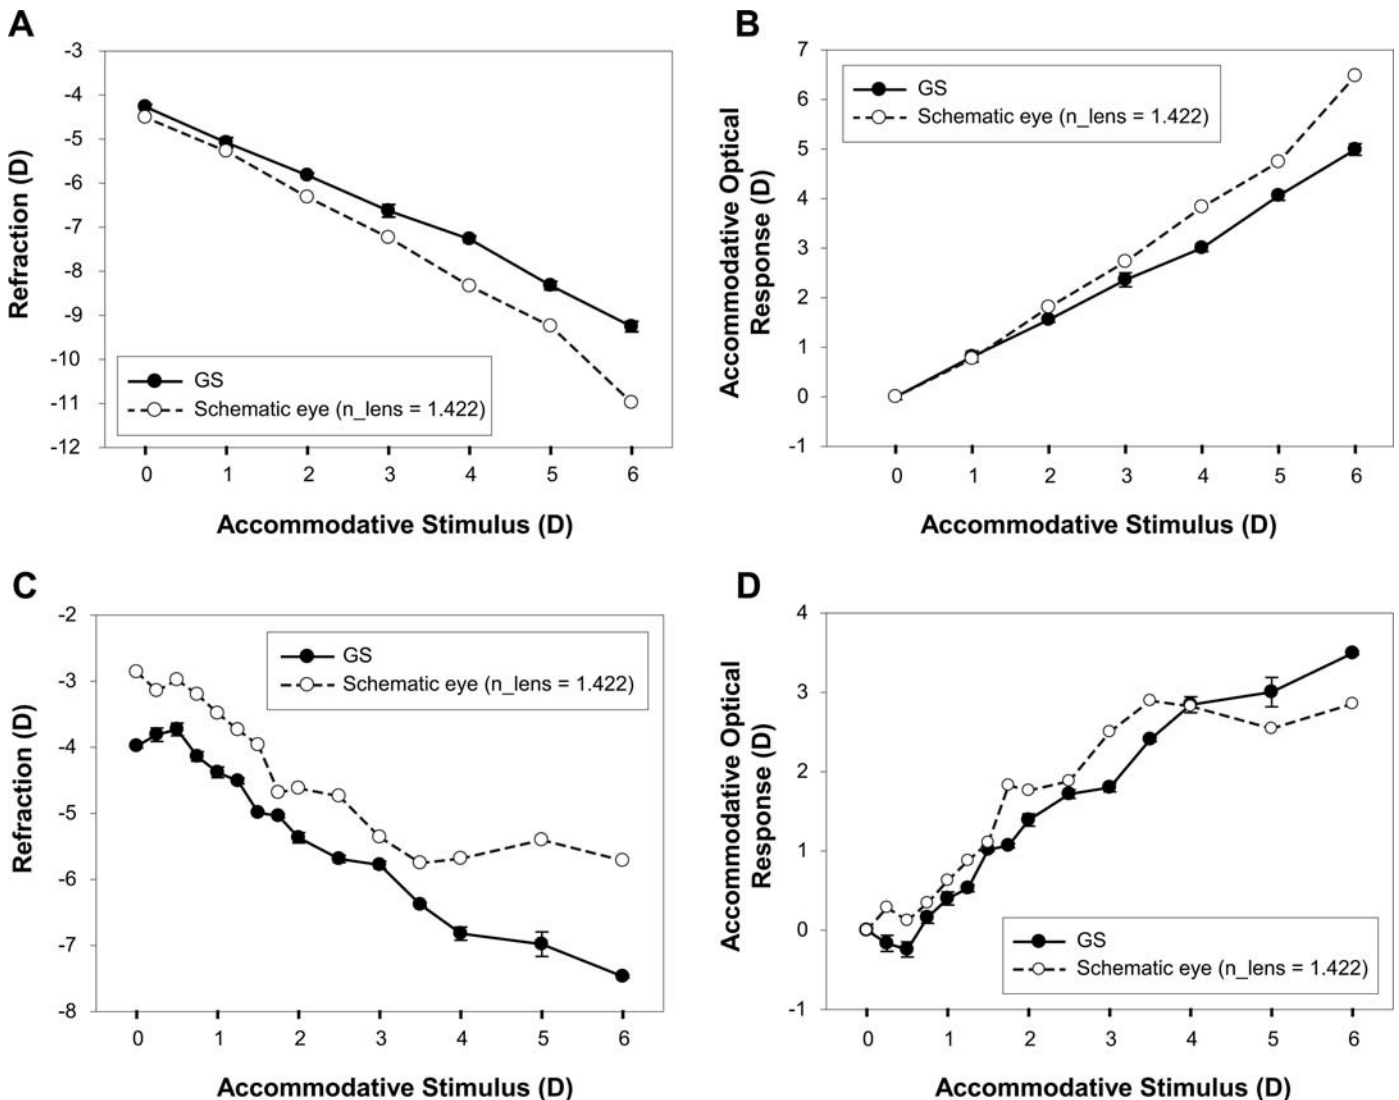 A
Refraction (D)
-3
-4
-5
-6
-7
-8
-9
-10
-11
-12
GS
Schematic eye (n_lens = 1.422)
0 1 2 3 4 5 6
Accommodative Stimulus (D)
B
Accommodative Optical
Response (D)
7
6
5
4
3
2
1
0
-1
GS
Schematic eye (n_lens = 1.422)
0 1 2 3 4 5 6
Accommodative Stimulus (D)
C
Refraction (D)
-2
-3
-4
-5
-6
-7
-8
GS
Schematic eye (n_lens = 1.422)
0 1 2 3 4 5 6
Accommodative Stimulus (D)
D
Accommodative Optical
Response (D)
4
3
2
1
0
-1
GS
Schematic eye (n_lens = 1.422)
0 1 2 3 4 5 6
Accommodative Stimulus (D)